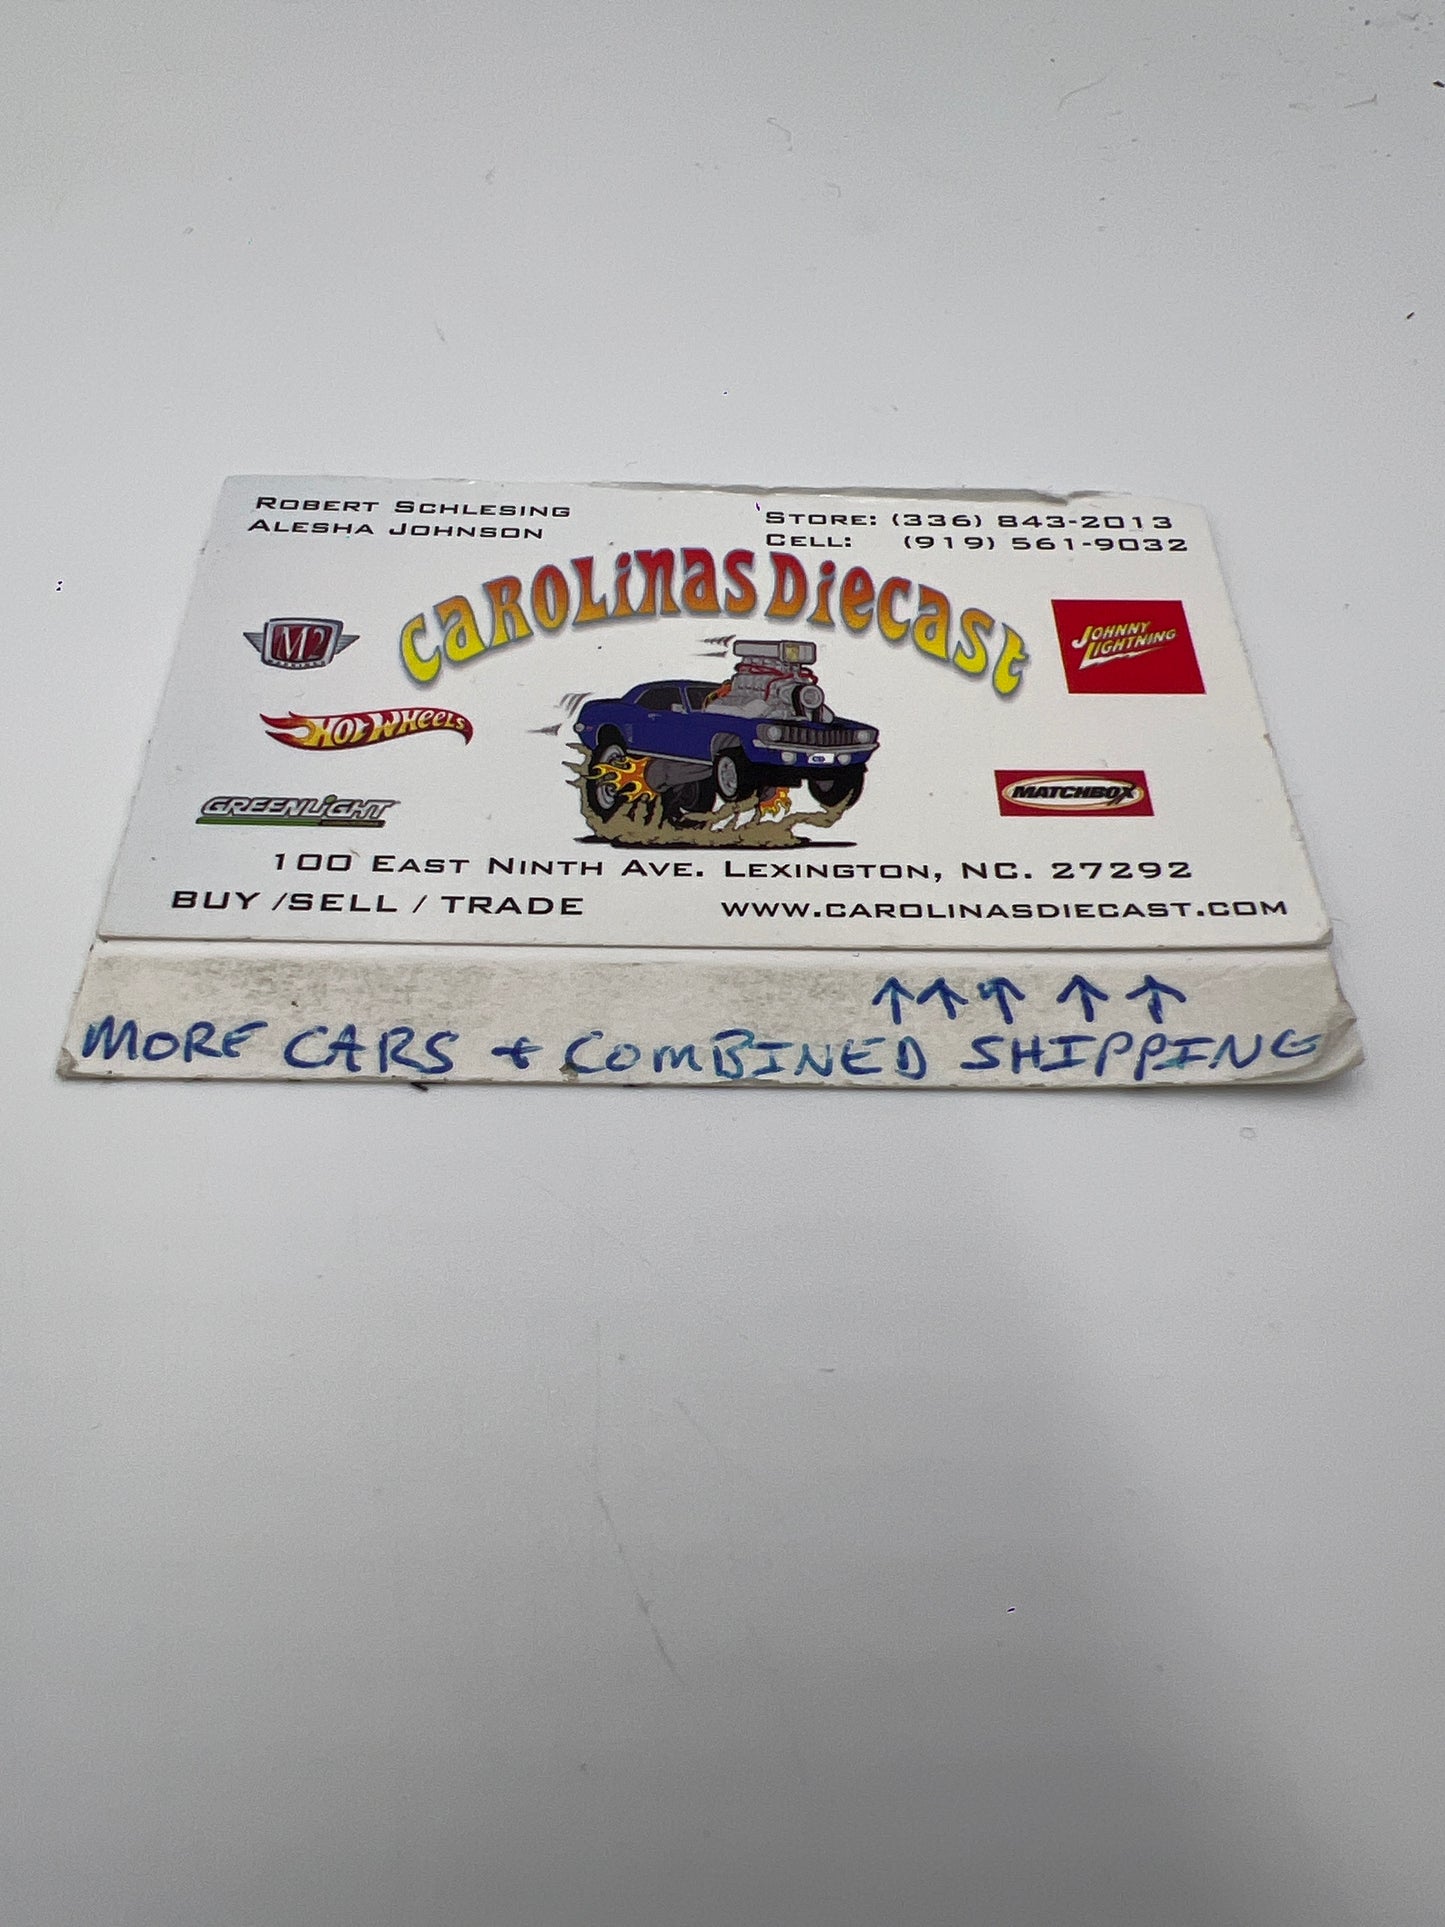 ROBERT SCHLESING
ALESHA JOHNSON
STORE: (336) 843-2013
CELL: (919) 561-9032
CAROLINAS DIECAST
M2
JOHNNY LIGHTNING
HOT WHEELS
MATCHBOX
GREENLIGHT
100 EAST NINTH AVE. LEXINGTON, NC. 27292
BUY /SELL / TRADE
WWW.CAROLINASDIECAST.COM
↑↑↑↑↑
MORE CARS + COMBINED SHIPPING